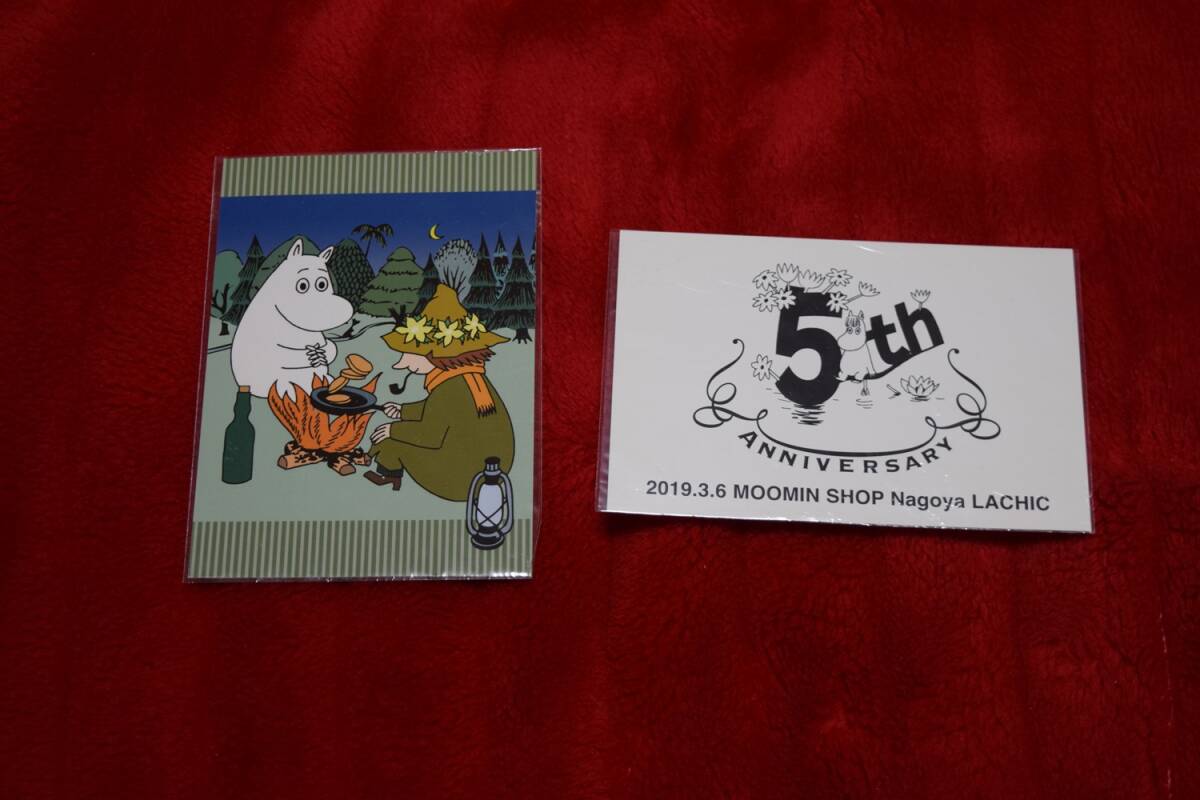 5th
ANNIVERSARY
2019.3.6 MOOMIN SHOP Nagoya LACHIC